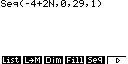 Seq(-4+2N,0,29,1)
List L→M Dim Fill Seq ▷